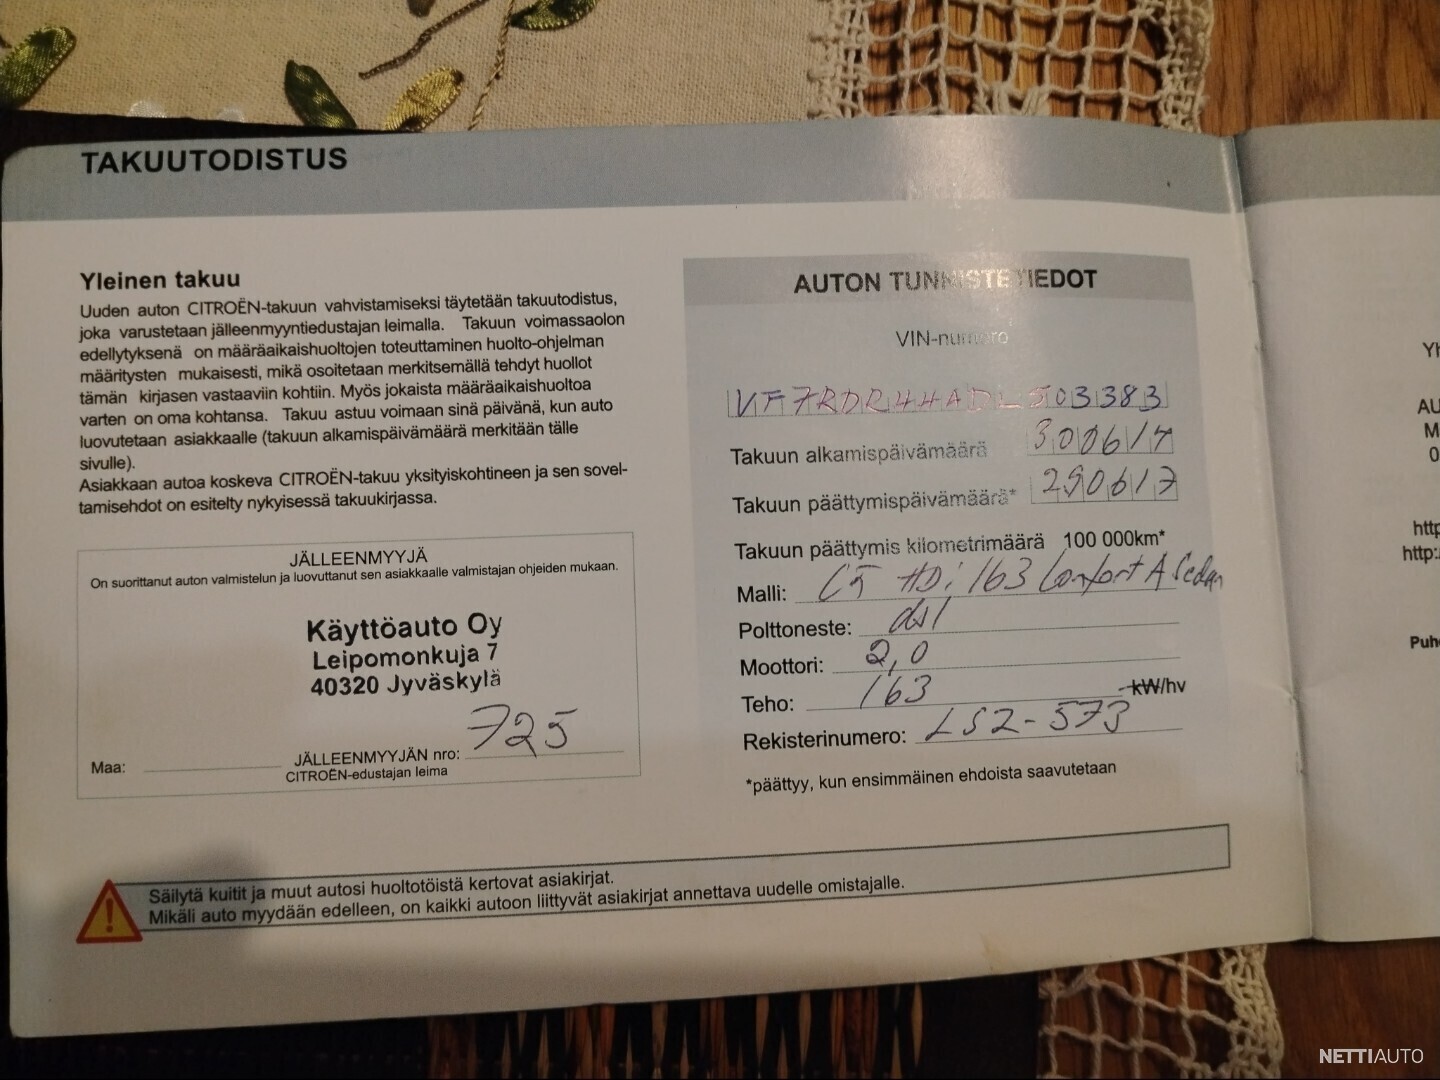 TAKUUTODISTUS
Yleinen takuu
Uuden auton CITROËN-takuun vahvistamiseksi täytetään takuutodistus,
joka varustetaan jälleenmyyntiedustajan leimalla. Takuun voimassaolon
edellytyksenä on määräaikaishuoltojen toteuttaminen huolto-ohjelman
määritysten mukaisesti, mikä osoitetaan merkitsemällä tehdyt huollot
tämän kirjasen vastaaviin kohtiin. Myös jokaista määräaikaishuoltoa
varten on oma kohtansa. Takuu astuu voimaan sinä päivänä, kun auto
luovutetaan asiakkaalle (takuun alkamispäivämäärä merkitään tälle
sivulle).
Asiakkaan autoa koskeva CITROËN-takuu yksityiskohtineen ja sen sovel-
tamisehdot on esitelty nykyisessä takuukirjassa.
JÄLLEENMYYJÄ
On suorittanut auton valmistelun ja luovuttanut sen asiakkaalle valmistajan ohjeiden mukaan.
Käyttöauto Oy
Leipomonkuja 7
40320 Jyväskylä
Maa: JÄLLEENMYYJÄN nro: 725
CITROËN-edustajan leima
AUTON TUNNISTETIEDOT
VIN-numero
VF7RDR4HADL503383
Takuun alkamispäivämäärä 300614
Takuun päättymispäivämäärä* 290617
Takuun päättymis kilometrimäärä 100 000km*
Malli: C5 HDi 163 Confort A Sedan
Polttoneste: dsl
Moottori: 2,0
Teho: 163 kW/hv
Rekisterinumero: LSZ-573
*päättyy, kun ensimmäinen ehdoista saavutetaan
Säilytä kuitit ja muut autosi huoltotöistä kertovat asiakirjat.
Mikäli auto myydään edelleen, on kaikki autoon liittyvät asiakirjat annettava uudelle omistajalle.
NETTIAUTO